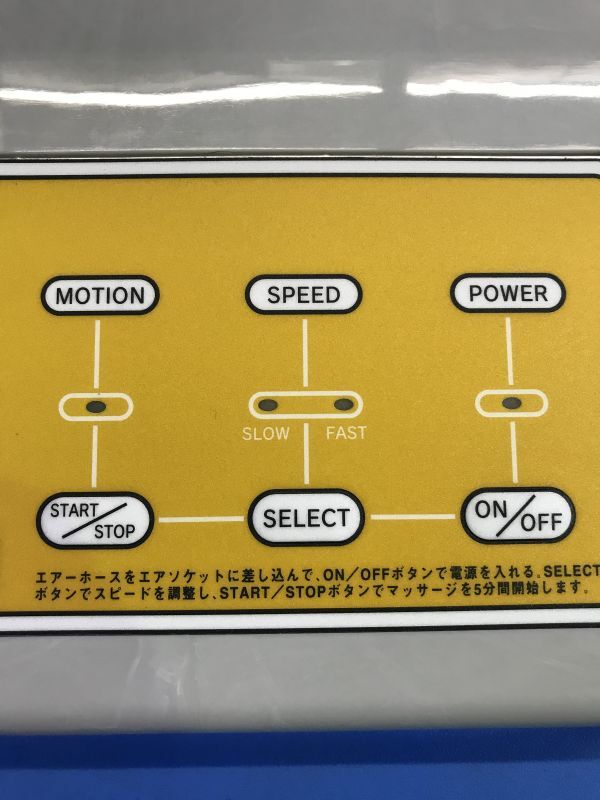 MOTION SPEED POWER
SLOW FAST
START/STOP SELECT ON/OFF
エアーホースをエアソケットに差し込んで、ON/OFFボタンで電源を入れる。SELECT
ボタンでスピードを調整し、START/STOPボタンでマッサージを5分間開始します。